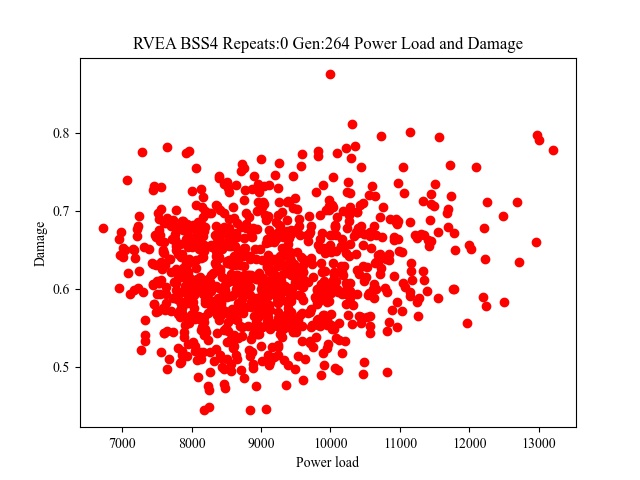 RVEA BSS4 Repeats:0 Gen:264 Power Load and Damage
0.8
0.7
0.6
0.5
Damage
7000 8000 9000 10000 11000 12000 13000
Power load